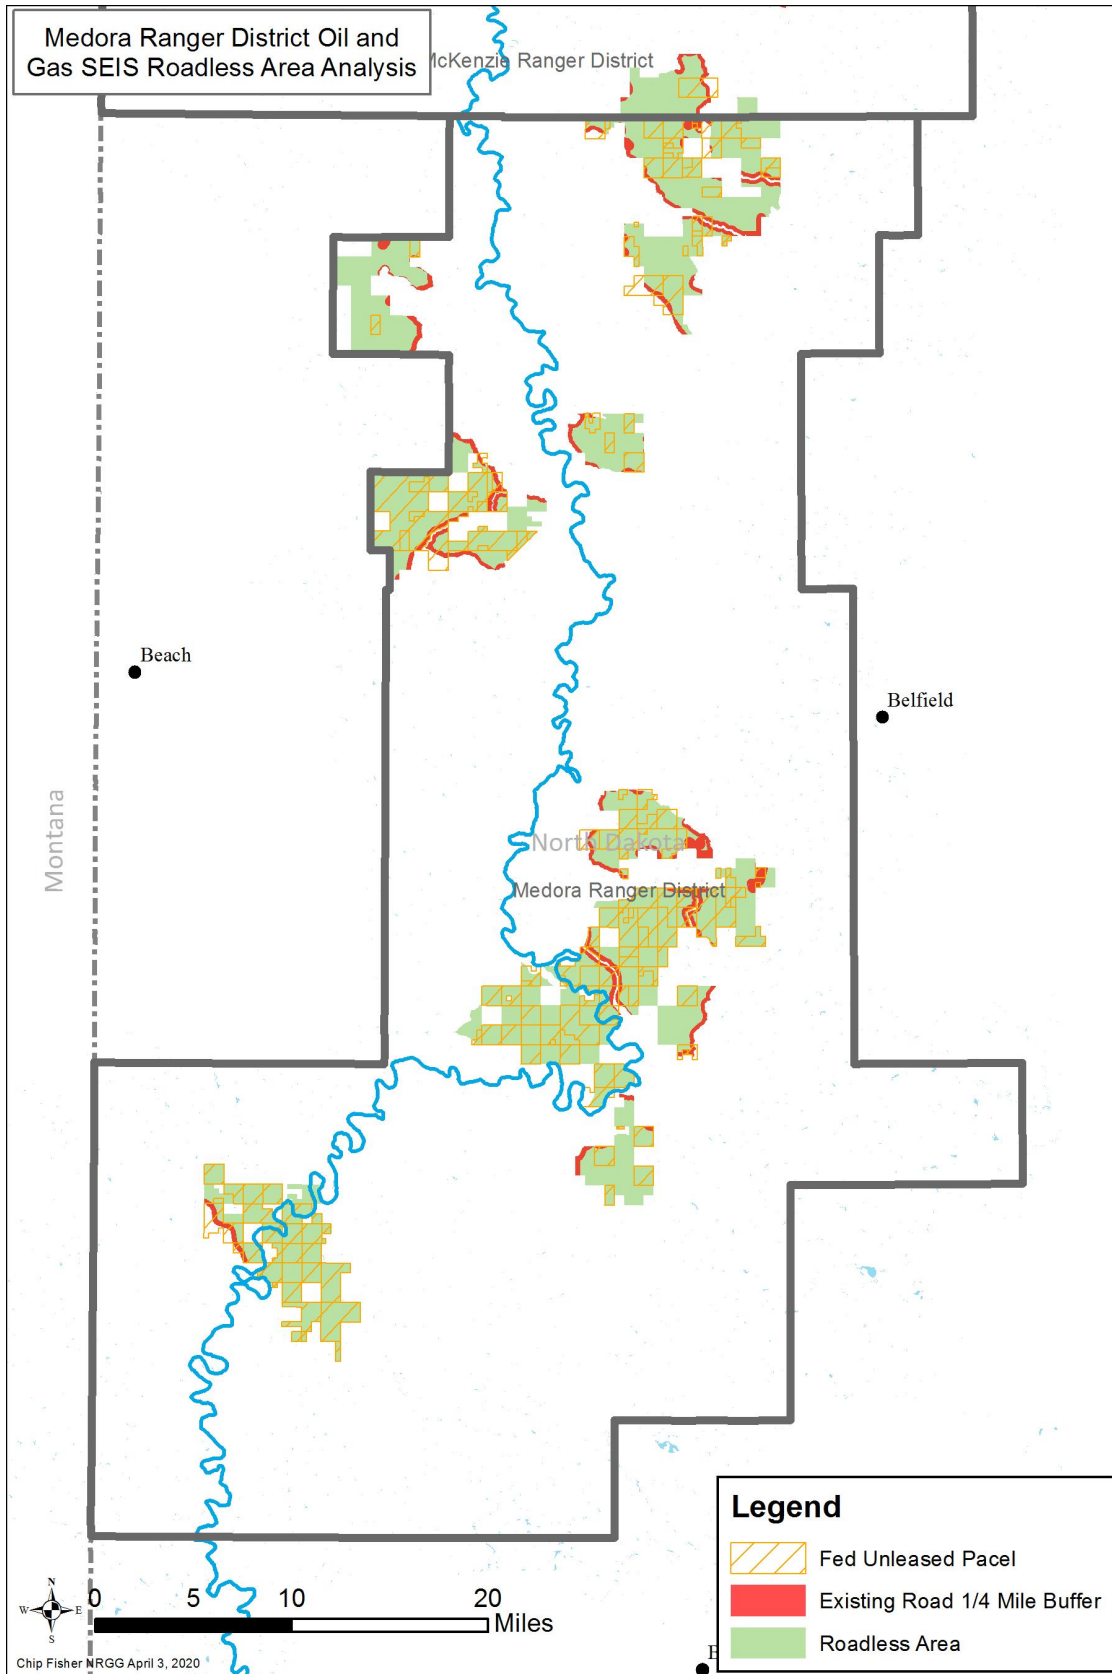 Medora Ranger District Oil and
Gas SEIS Roadless Area Analysis
McKenzie Ranger District
Beach
Belfield
Montana
North Dakota
Medora Ranger District
Legend
Fed Unleased Pacel
Existing Road 1/4 Mile Buffer
Roadless Area
N
W E
S
0 5 10 20
Miles
B
Chip Fisher NRGG April 3, 2020